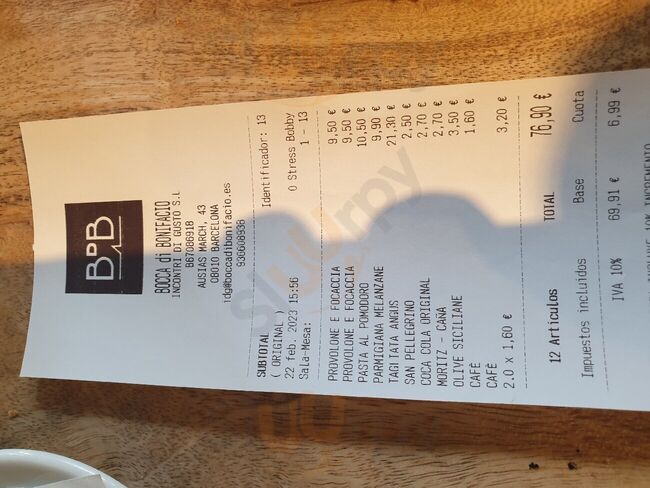 BpB
BOCCA di BONIFACIO
INCONTRI DI GUSTO S.L
B67086918
AUSIAS MARCH, 43
08010 BARCELONA
idg@boccadibonifacio.es
SUBTOTAL
( ORIGINAL ) Identificador: 13
22 feb. 2023 15:56 0 Stress Bobby
Sala-Mesa: 1 - 13
PROVOLONE E FOCACCIA 9,50 €
PROVOLONE E FOCACCIA 9,50 €
PASTA AL POMODORO 10,50 €
PARMIGIANA MELANZANE 9,90 €
TAGLIATA ANGUS 21,30 €
SAN PELLEGRINO 2,50 €
COCA COLA ORIGINAL 2,70 €
MORITZ - CAÑA 2,70 €
OLIVE SICILIANE 3,50 €
CAFÉ 1,60 €
CAFÉ
2.0 x 1,60 € 3,20 €
12 Artículos TOTAL 76,90 €
Impuestos incluidos Base Cuota
IVA 10% 69,91 € 6,99 €
sluurpy